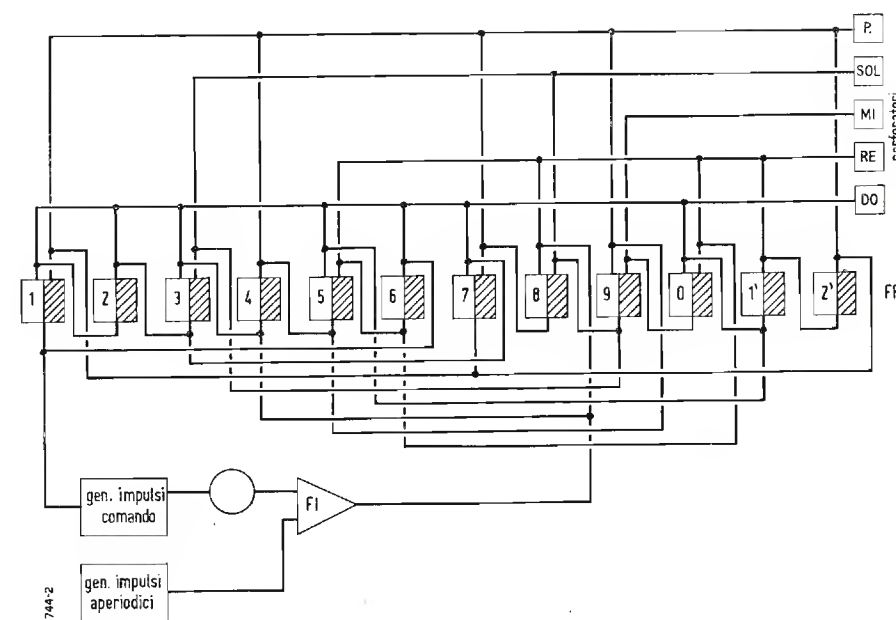 P.
SOL
MI
RE
DO
perforatori
1 2 3 4 5 6 7 8 9 0 1' 2'
gen. impulsi
comando
FI
gen. impulsi
aperiodici
744-2